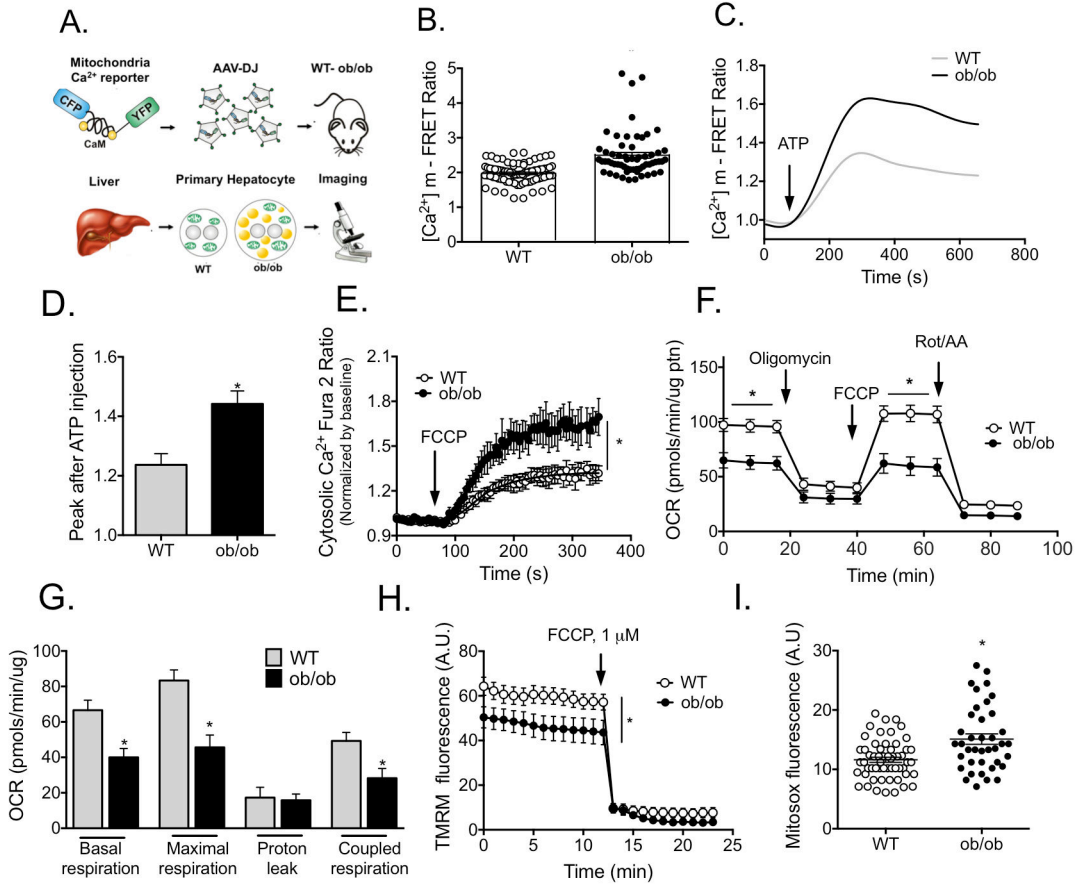 A.
Mitochondria
Ca2+ reporter
AAV-DJ
WT- ob/ob
CFP
YFP
CaM
Liver
Primary Hepatocyte
Imaging
WT
ob/ob
B.
[Ca2+] m - FRET Ratio
5
4
3
2
1
0
WT
ob/ob
C.
[Ca2+] m - FRET Ratio
1.8
1.6
1.4
1.2
1.0
WT
ob/ob
ATP
0
200
400
600
800
Time (s)
D.
Peak after ATP injection
1.6
1.4
1.2
1.0
*
WT
ob/ob
E.
Cytosolic Ca2+ Fura 2 Ratio
(Normalized by baseline)
2.1
1.8
1.5
1.2
0.9
WT
ob/ob
FCCP
*
0
100
200
300
400
Time (s)
F.
OCR (pmols/min/ug ptn)
150
100
50
0
*
Oligomycin
FCCP
*
Rot/AA
WT
ob/ob
0
20
40
60
80
100
Time (min)
G.
OCR (pmols/min/ug)
100
80
60
40
20
0
WT
ob/ob
*
*
*
Basal
respiration
Maximal
respiration
Proton
leak
Coupled
respiration
H.
TMRM fluorescence (A.U.)
80
60
40
20
0
FCCP, 1 μM
WT
ob/ob
*
0
5
10
15
20
25
Time (min)
I.
Mitosox fluorescence (A.U)
30
20
10
0
*
WT
ob/ob